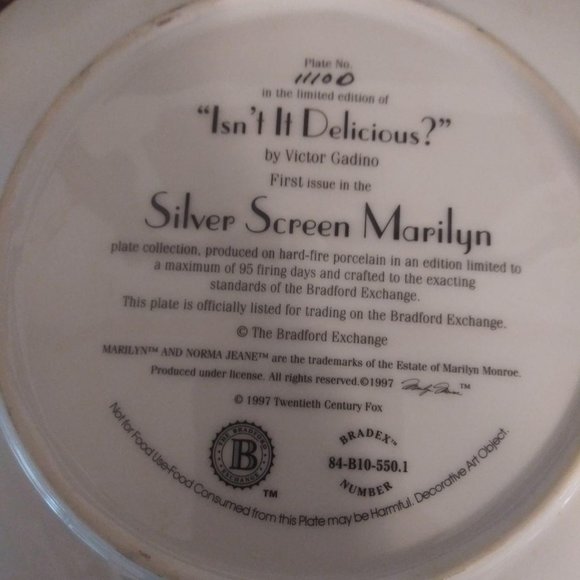 Plate No.
1110D
in the limited edition of
“Isn't It Delicious?”
by Victor Gadino
First issue in the
Silver Screen Marilyn
plate collection, produced on hard-fire porcelain in an edition limited to
a maximum of 95 firing days and crafted to the exacting
standards of the Bradford Exchange.
This plate is officially listed for trading on the Bradford Exchange.
© The Bradford Exchange
MARILYN™ AND NORMA JEANE™ are the trademarks of the Estate of Marilyn Monroe.
Produced under license. All rights reserved.©1997 ™
© 1997 Twentieth Century Fox
THE BRADFORD
B
EXCHANGE
™
BRADEX™
84-B10-550.1
NUMBER
Not for Food Use-Food Consumed from this Plate may be Harmful. Decorative Art Object.